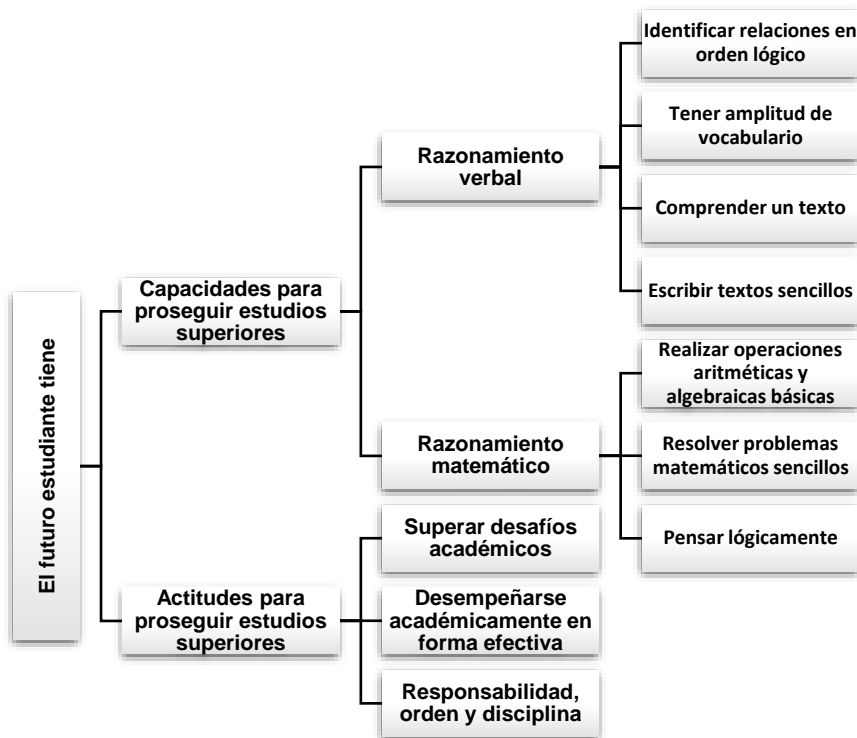 El futuro estudiante tiene
Capacidades para
proseguir estudios
superiores
Razonamiento
verbal
Identificar relaciones en
orden lógico
Tener amplitud de
vocabulario
Comprender un texto
Escribir textos sencillos
Razonamiento
matemático
Realizar operaciones
aritméticas y
algebraicas básicas
Resolver problemas
matemáticos sencillos
Pensar lógicamente
Actitudes para
proseguir estudios
superiores
Superar desafíos
académicos
Desempeñarse
académicamente en
forma efectiva
Responsabilidad,
orden y disciplina